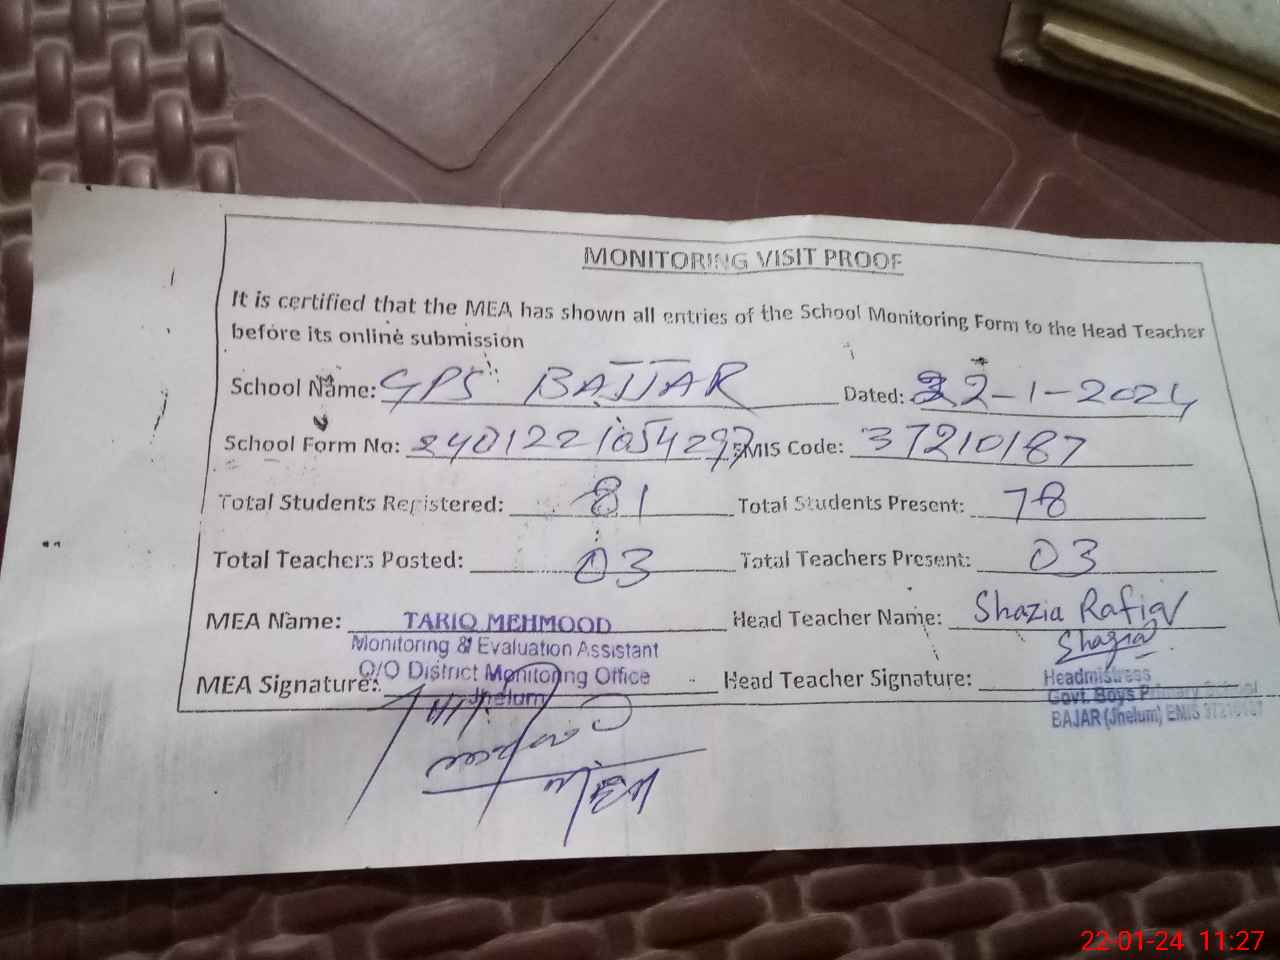 MONITORING VISIT PROOF
It is certified that the MEA has shown all entries of the School Monitoring Form to the Head Teacher
before its online submission
School Name: GPS BAJJAR Dated: 22-1-2024
School Form No: 240122105429 EMIS Code: 37210187
Total Students Registered: 81 Total Students Present: 78
Total Teachers Posted: 03 Total Teachers Present: 03
MEA Name: TARIQ MEHMOOD Head Teacher Name: Shazia Rafiq
Monitoring & Evaluation Assistant Shazia
O/O District Monitoring Office Headmistress
MEA Signature: Head Teacher Signature:
Jhelum Govt. Boys Primary School
BAJAR (Jhelum) EMIS 37210187
22-01-24 11:27